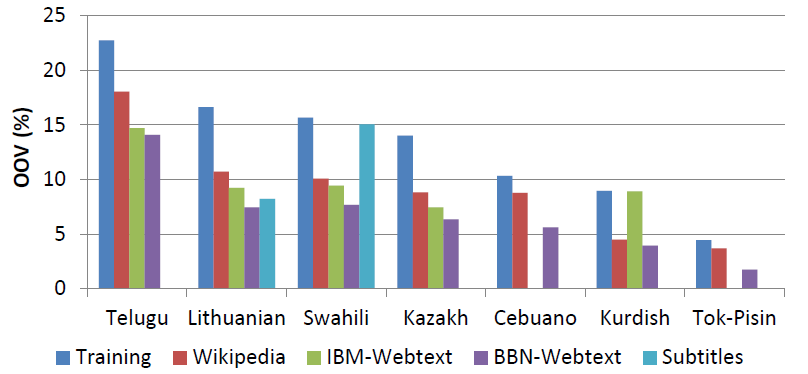 25
20
15
10
5
0
OOV (%)
Telugu Lithuanian Swahili Kazakh Cebuano Kurdish Tok-Pisin
Training Wikipedia IBM-Webtext BBN-Webtext Subtitles